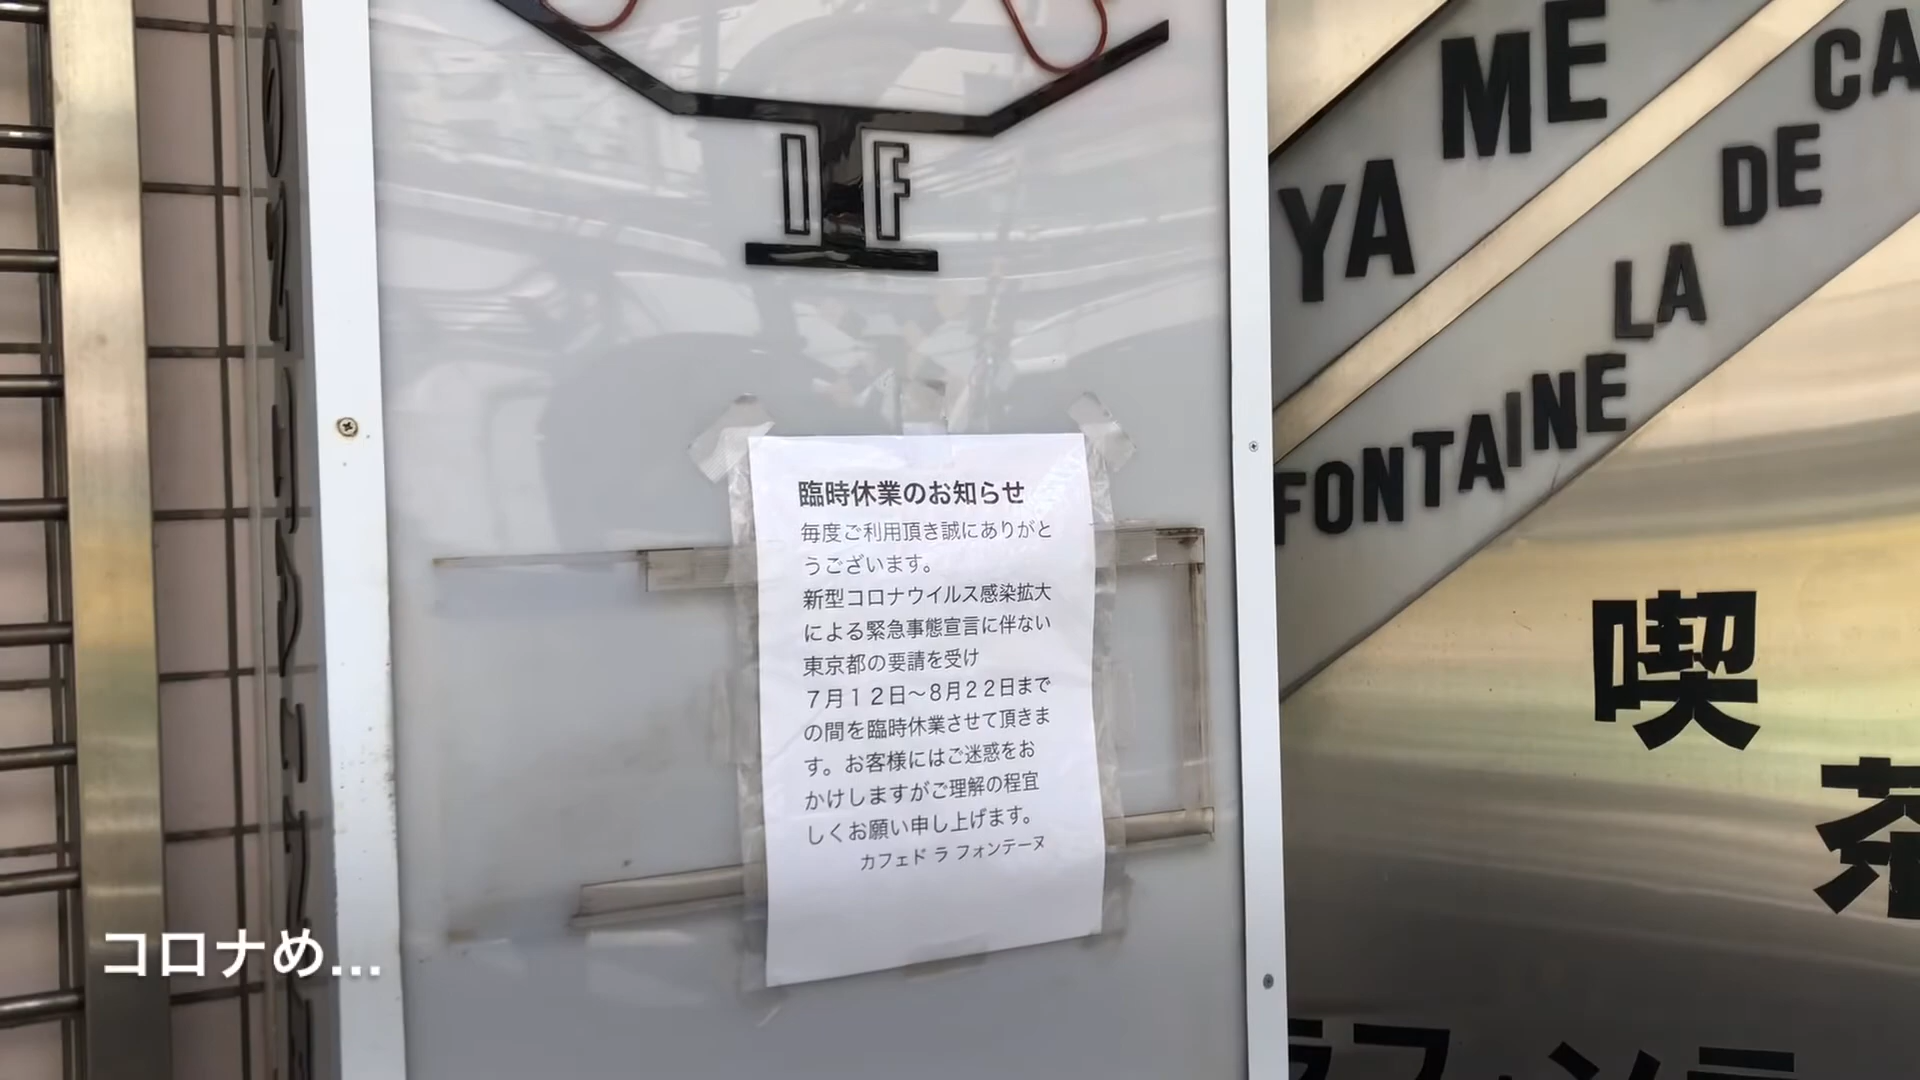 IF
臨時休業のお知らせ
毎度ご利用頂き誠にありがと
うございます。
新型コロナウイルス感染拡大
による緊急事態宣言に伴ない
東京都の要請を受け
７月１２日〜８月２２日まで
の間を臨時休業させて頂きま
す。お客様にはご迷惑をお
かけしますがご理解の程宜
しくお願い申し上げます。
カフェド ラ フォンテーヌ
YA ME
FONTAINE LA DE CA
喫
茶
ラフォンテ
コロナめ...